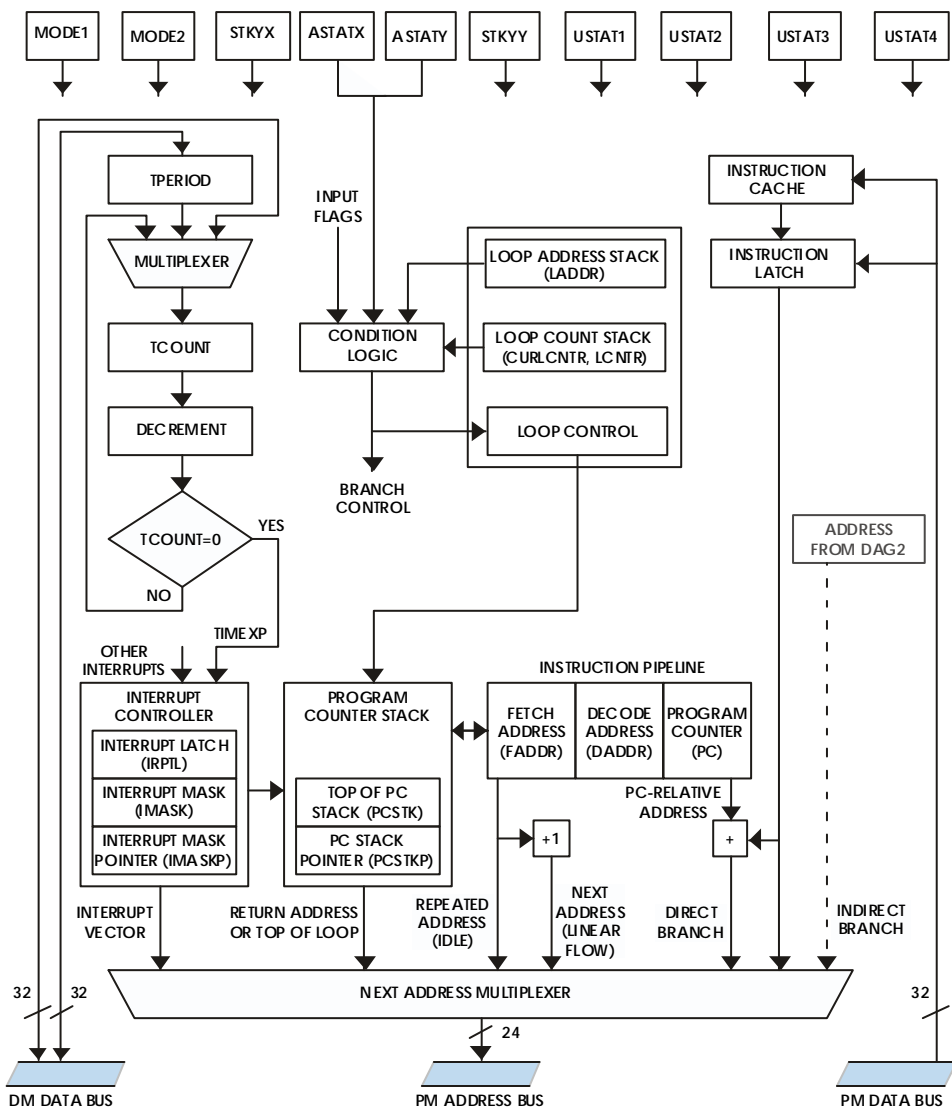 MODE1
MODE2
STKYX
ASTATX
ASTATY
STKYY
USTAT1
USTAT2
USTAT3
USTAT4
TPERIOD
MULTIPLEXER
TCOUNT
DECREMENT
TCOUNT=0
YES
NO
TIMEXP
OTHER
INTERRUPTS
INPUT
FLAGS
CONDITION
LOGIC
BRANCH
CONTROL
LOOP ADDRESS STACK
(LADDR)
LOOP COUNT STACK
(CURLCNTR, LCNTR)
LOOP CONTROL
INSTRUCTION
CACHE
INSTRUCTION
LATCH
ADDRESS
FROM DAG2
INTERRUPT
CONTROLLER
INTERRUPT LATCH
(IRPTL)
INTERRUPT MASK
(IMASK)
INTERRUPT MASK
POINTER (IMASKP)
PROGRAM
COUNTER STACK
TOP OF PC
STACK (PCSTK)
PC STACK
POINTER (PCSTKP)
INSTRUCTION PIPELINE
FETCH
ADDRESS
(FADDR)
DECODE
ADDRESS
(DADDR)
PROGRAM
COUNTER
(PC)
PC-RELATIVE
ADDRESS
+1
+
INTERRUPT
VECTOR
RETURN ADDRESS
OR TOP OF LOOP
REPEATED
ADDRESS
(IDLE)
NEXT
ADDRESS
(LINEAR
FLOW)
DIRECT
BRANCH
INDIRECT
BRANCH
NEXT ADDRESS MULTIPLEXER
32
32
24
32
DM DATA BUS
PM ADDRESS BUS
PM DATA BUS